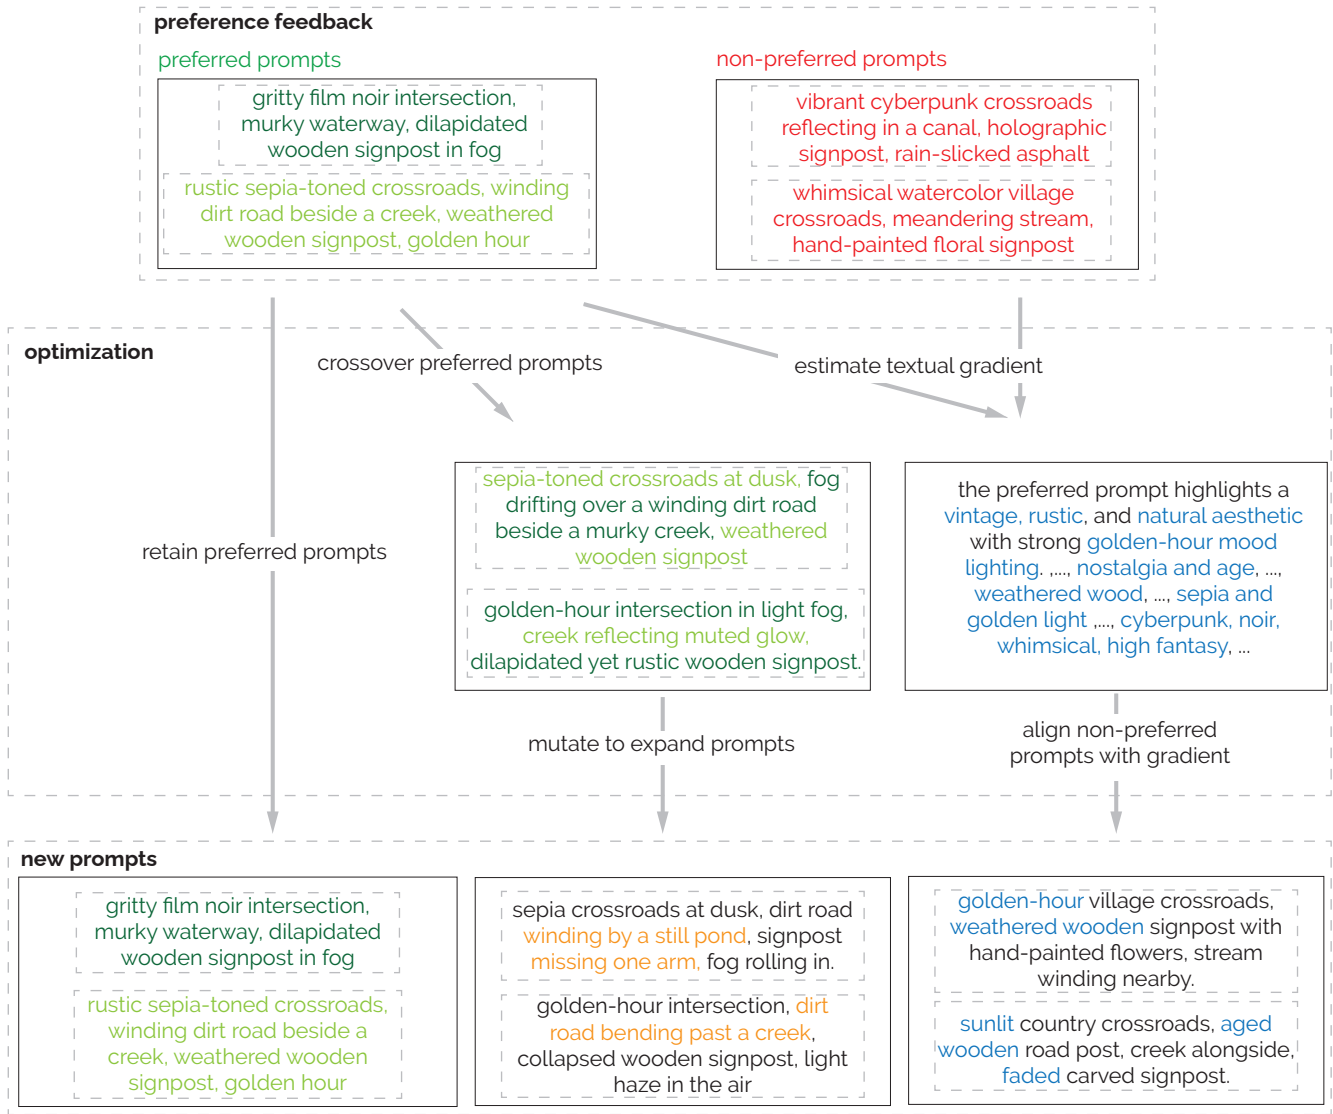 preference feedback
preferred prompts
gritty film noir intersection,
murky waterway, dilapidated
wooden signpost in fog
rustic sepia-toned crossroads, winding
dirt road beside a creek, weathered
wooden signpost, golden hour
non-preferred prompts
vibrant cyberpunk crossroads
reflecting in a canal, holographic
signpost, rain-slicked asphalt
whimsical watercolor village
crossroads, meandering stream,
hand-painted floral signpost
optimization
crossover preferred prompts
estimate textual gradient
retain preferred prompts
sepia-toned crossroads at dusk, fog
drifting over a winding dirt road
beside a murky creek, weathered
wooden signpost
golden-hour intersection in light fog,
creek reflecting muted glow,
dilapidated yet rustic wooden signpost.
the preferred prompt highlights a
vintage, rustic, and natural aesthetic
with strong golden-hour mood
lighting. ,..., nostalgia and age, ...,
weathered wood, ..., sepia and
golden light ,..., cyberpunk, noir,
whimsical, high fantasy, ...
mutate to expand prompts
align non-preferred
prompts with gradient
new prompts
gritty film noir intersection,
murky waterway, dilapidated
wooden signpost in fog
rustic sepia-toned crossroads,
winding dirt road beside a
creek, weathered wooden
signpost, golden hour
sepia crossroads at dusk, dirt road
winding by a still pond, signpost
missing one arm, fog rolling in.
golden-hour intersection, dirt
road bending past a creek,
collapsed wooden signpost, light
haze in the air
golden-hour village crossroads,
weathered wooden signpost with
hand-painted flowers, stream
winding nearby.
sunlit country crossroads, aged
wooden road post, creek alongside,
faded carved signpost.